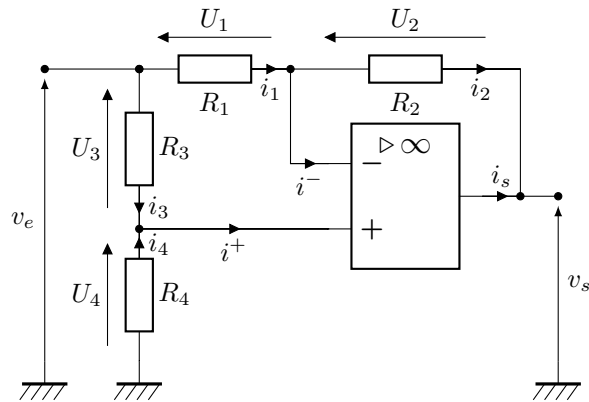 U₁ U₂
i₁ i₂
R₁ R₂
▷ ∞
U₃ R₃
−
i⁻
i₃
iₛ
vₑ
i₄
+
i⁺
U₄ R₄
vₛ